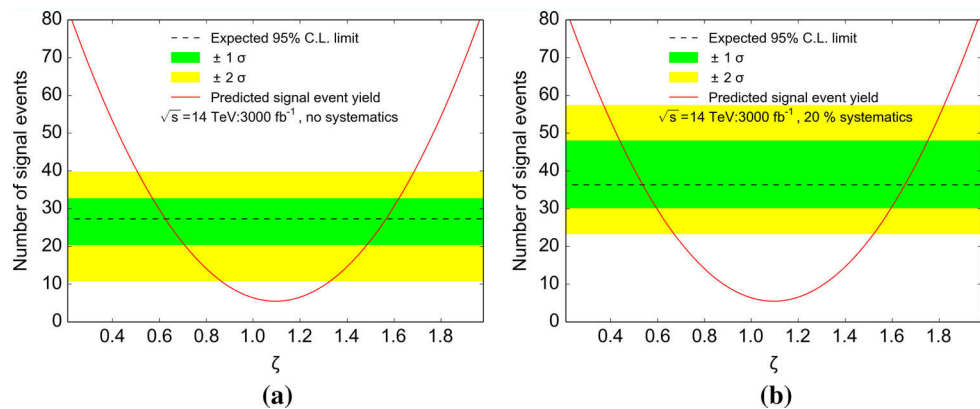 Number of signal events
80
70
60
50
40
30
20
10
0
Expected 95% C.L. limit
± 1 σ
± 2 σ
Predicted signal event yield
√s =14 TeV:3000 fb⁻¹ , no systematics
0.4 0.6 0.8 1.0 1.2 1.4 1.6 1.8
ζ
(a)
Number of signal events
80
70
60
50
40
30
20
10
0
Expected 95% C.L. limit
± 1 σ
± 2 σ
Predicted signal event yield
√s =14 TeV:3000 fb⁻¹ , 20 % systematics
0.4 0.6 0.8 1.0 1.2 1.4 1.6 1.8
ζ
(b)